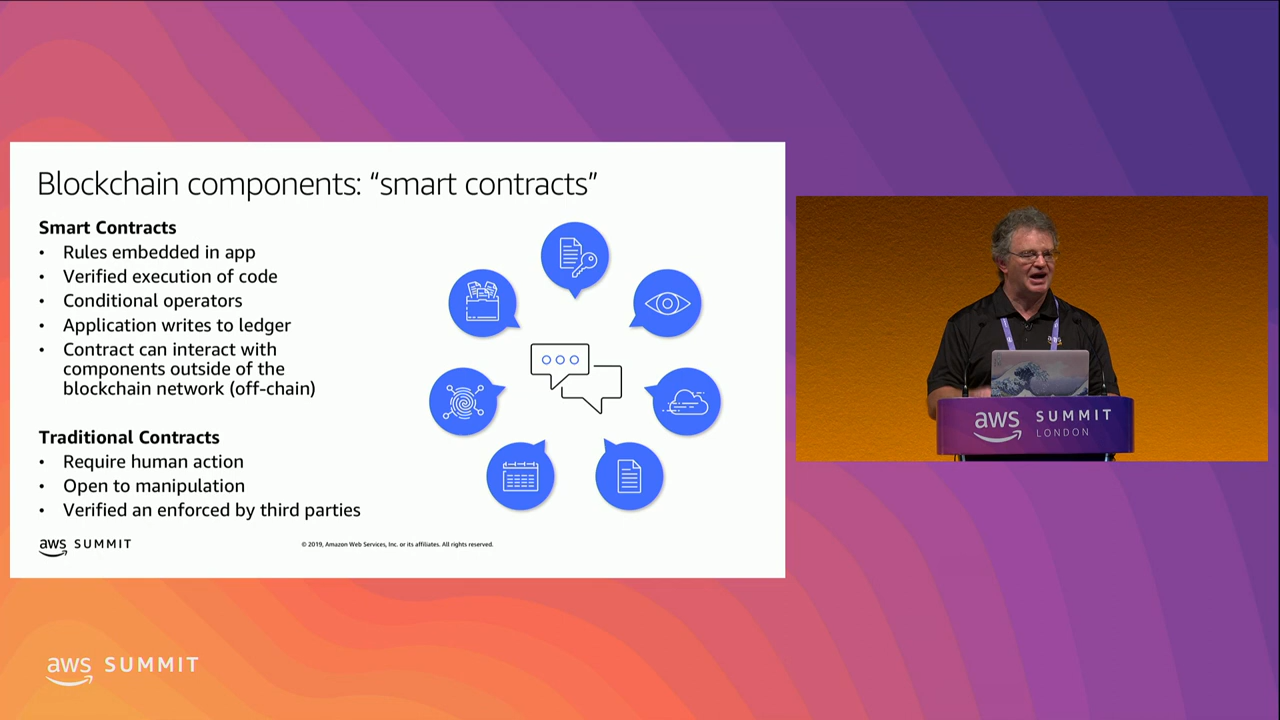 Blockchain components: “smart contracts”
Smart Contracts
• Rules embedded in app
• Verified execution of code
• Conditional operators
• Application writes to ledger
• Contract can interact with
components outside of the
blockchain network (off-chain)
Traditional Contracts
• Require human action
• Open to manipulation
• Verified an enforced by third parties
aws SUMMIT
© 2019, Amazon Web Services, Inc. or its affiliates. All rights reserved.
aws SUMMIT
LONDON
aws SUMMIT